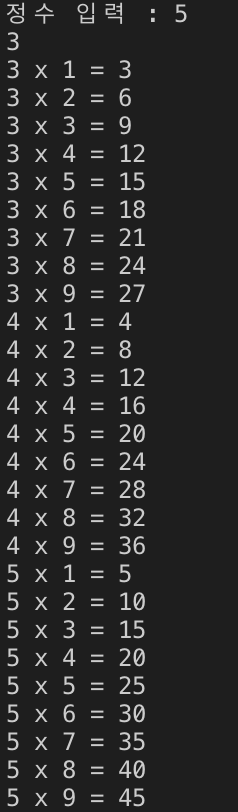 정수 입력 : 5
3
3 x 1 = 3
3 x 2 = 6
3 x 3 = 9
3 x 4 = 12
3 x 5 = 15
3 x 6 = 18
3 x 7 = 21
3 x 8 = 24
3 x 9 = 27
4 x 1 = 4
4 x 2 = 8
4 x 3 = 12
4 x 4 = 16
4 x 5 = 20
4 x 6 = 24
4 x 7 = 28
4 x 8 = 32
4 x 9 = 36
5 x 1 = 5
5 x 2 = 10
5 x 3 = 15
5 x 4 = 20
5 x 5 = 25
5 x 6 = 30
5 x 7 = 35
5 x 8 = 40
5 x 9 = 45